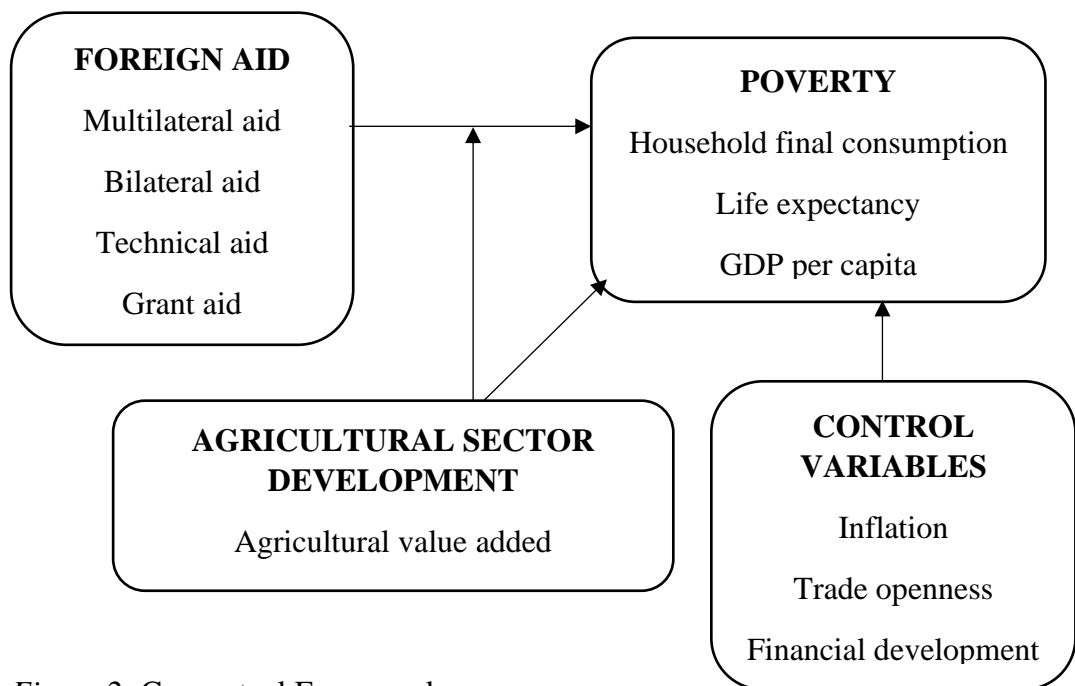 FOREIGN AID
Multilateral aid
Bilateral aid
Technical aid
Grant aid
POVERTY
Household final consumption
Life expectancy
GDP per capita
AGRICULTURAL SECTOR
DEVELOPMENT
Agricultural value added
CONTROL
VARIABLES
Inflation
Trade openness
Financial development